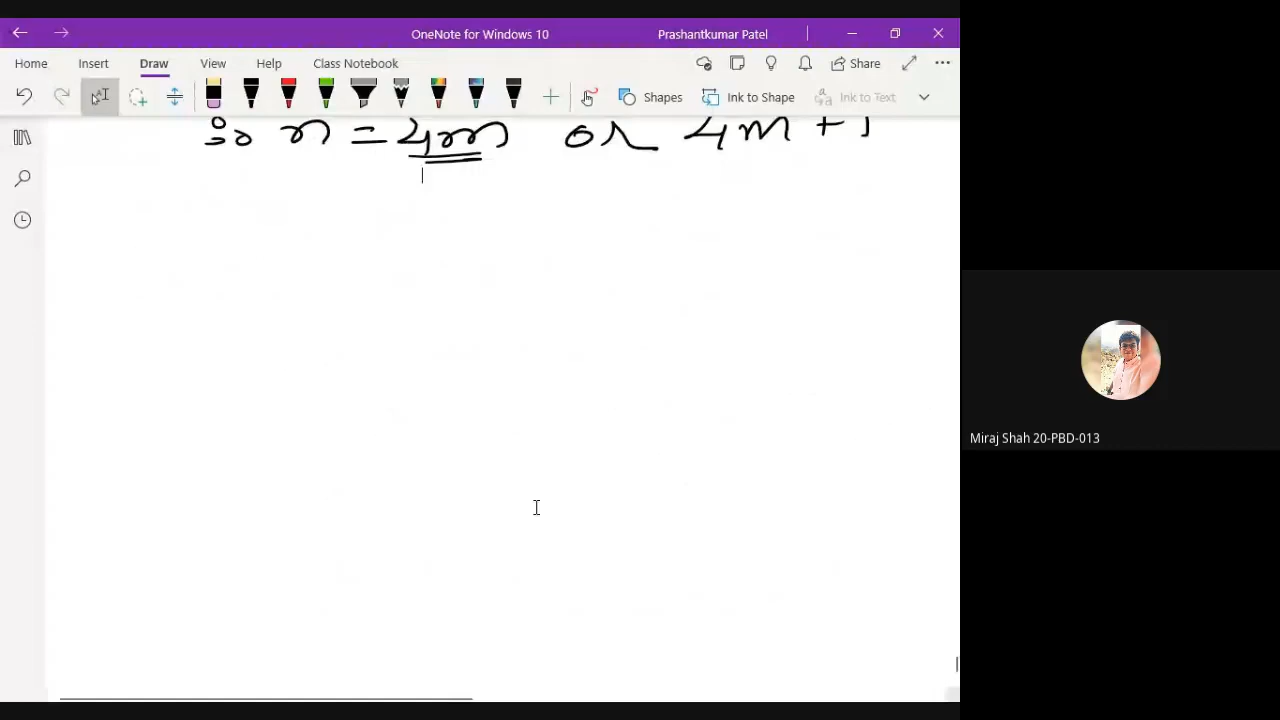 OneNote for Windows 10
Prashantkumar Patel
Home Insert Draw View Help Class Notebook Share
Shapes Ink to Shape Ink to Text
∴ n = 4m or 4m + 1
Miraj Shah 20-PBD-013